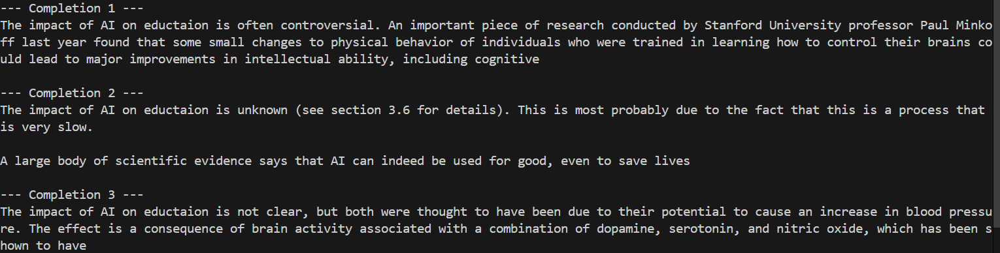 --- Completion 1 ---
The impact of AI on eductaion is often controversial. An important piece of research conducted by Stanford University professor Paul Minko
ff last year found that some small changes to physical behavior of individuals who were trained in learning how to control their brains co
uld lead to major improvements in intellectual ability, including cognitive
--- Completion 2 ---
The impact of AI on eductaion is unknown (see section 3.6 for details). This is most probably due to the fact that this is a process that
is very slow.
A large body of scientific evidence says that AI can indeed be used for good, even to save lives
--- Completion 3 ---
The impact of AI on eductaion is not clear, but both were thought to have been due to their potential to cause an increase in blood pressu
re. The effect is a consequence of brain activity associated with a combination of dopamine, serotonin, and nitric oxide, which has been s
hown to have